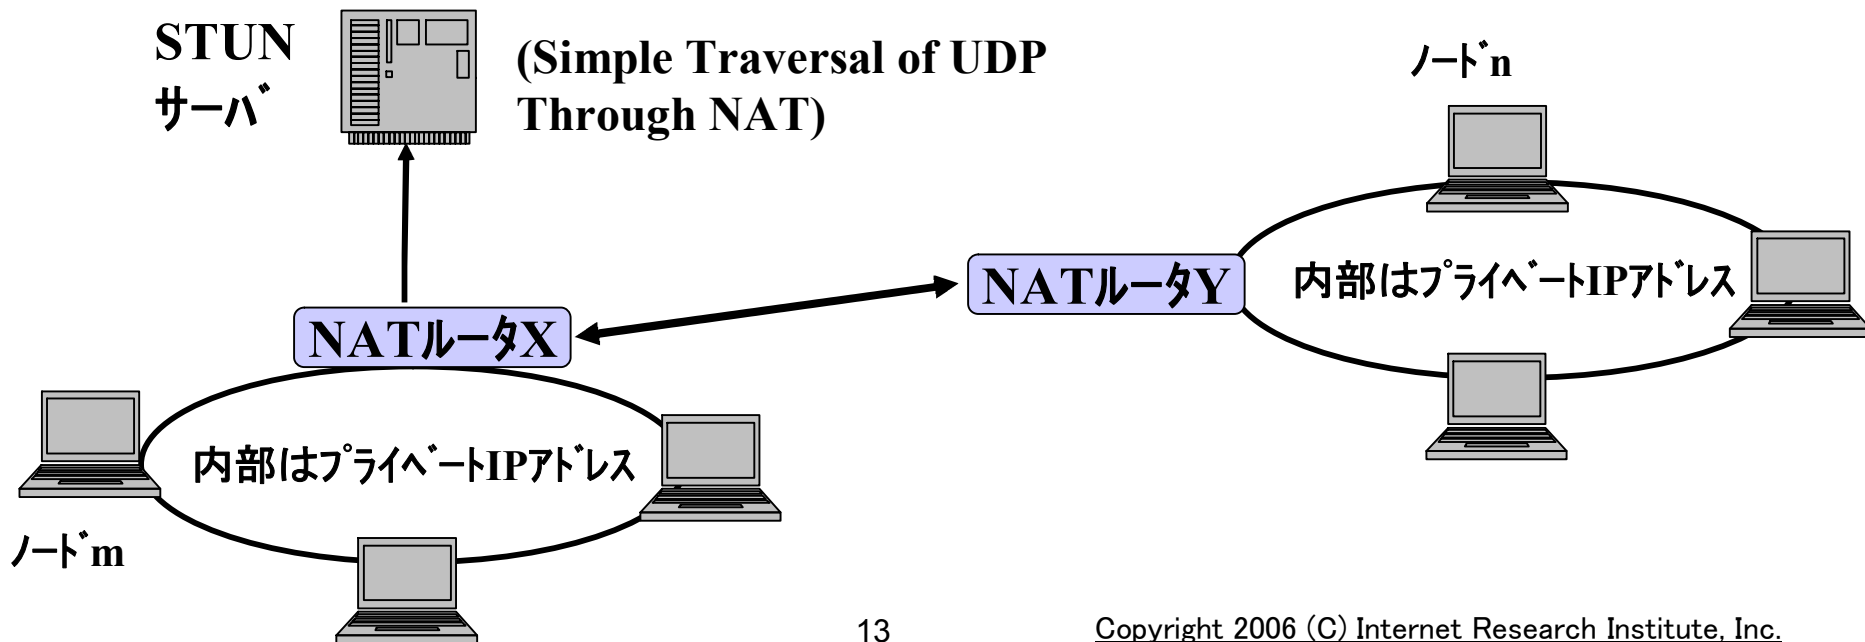 STUN
サーバ
(Simple Traversal of UDP
Through NAT)
ノードn
NATルータY
内部はプライベートIPアドレス
NATルータX
内部はプライベートIPアドレス
ノードm
13
Copyright 2006 (C) Internet Research Institute, Inc.